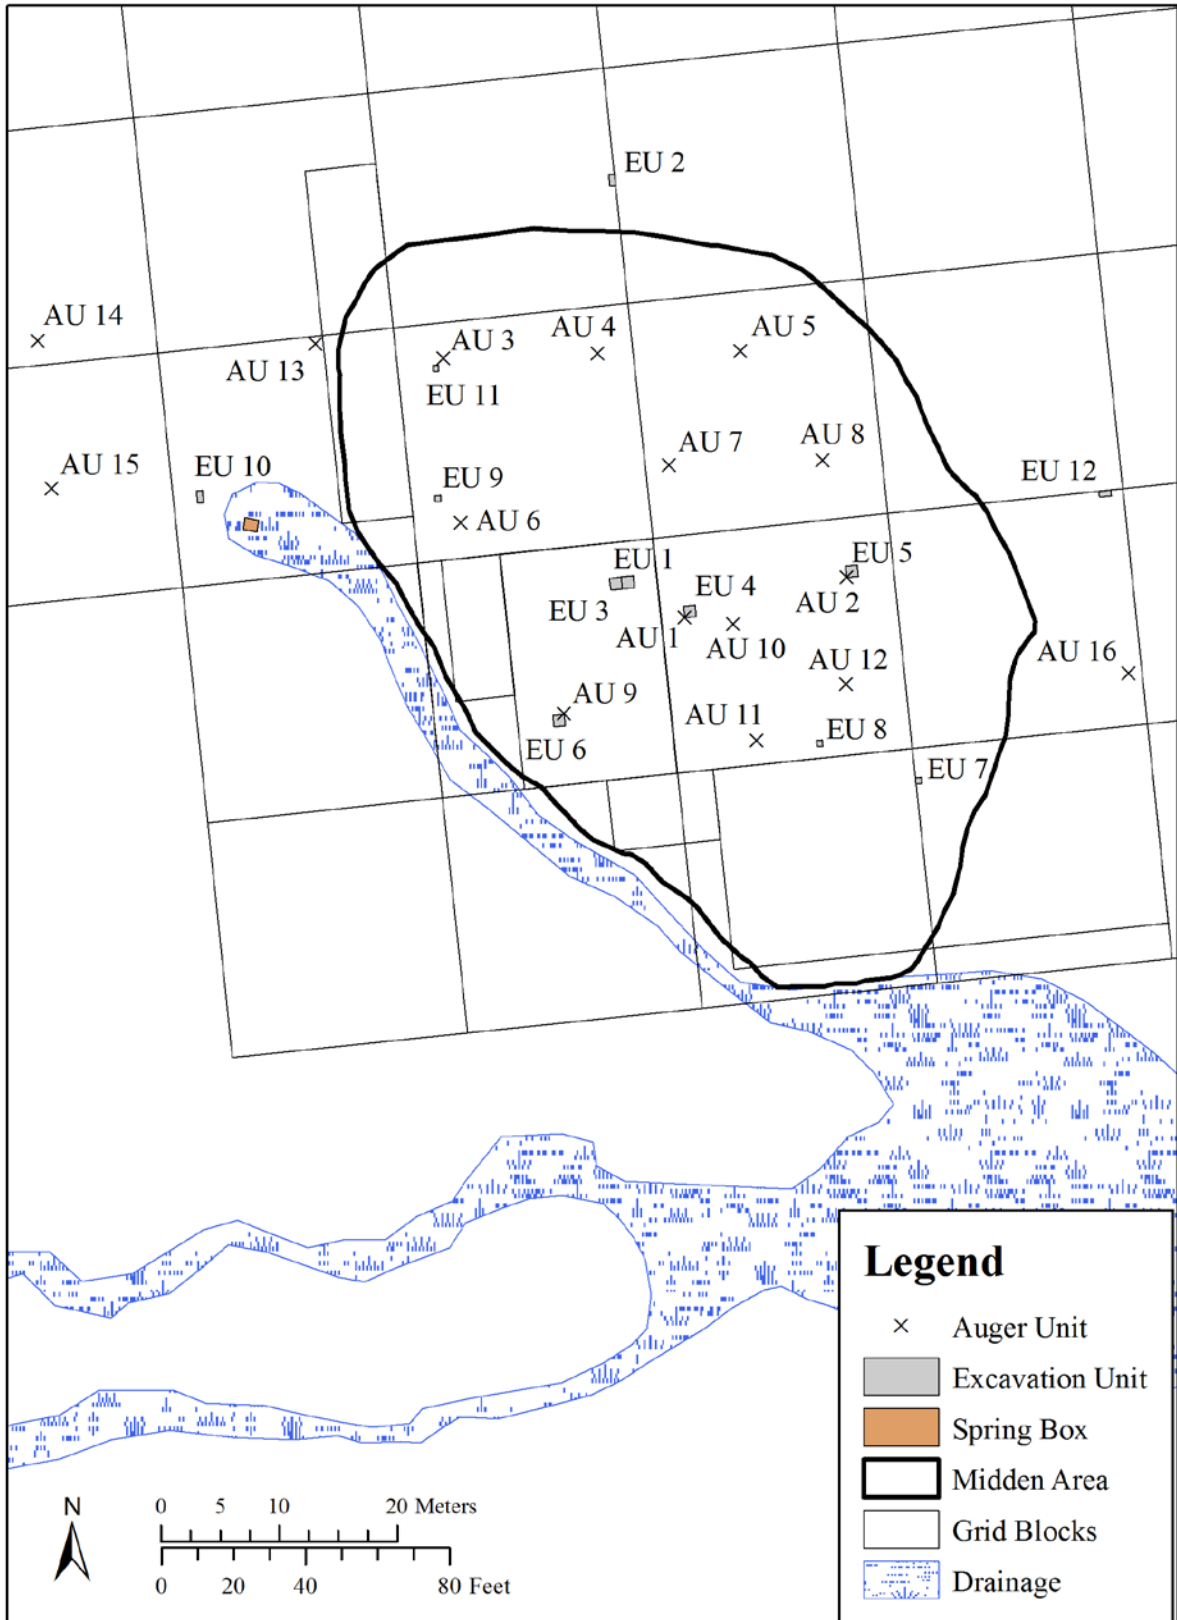 EU 2
AU 14
AU 13
AU 3
AU 4
AU 5
EU 11
AU 15
EU 10
EU 9
AU 6
AU 7
AU 8
EU 12
EU 1
EU 3
EU 4
AU 1
AU 10
EU 5
AU 2
AU 12
AU 16
AU 9
EU 6
AU 11
EU 8
EU 7
Legend
Auger Unit
Excavation Unit
Spring Box
Midden Area
Grid Blocks
Drainage
N
0 5 10 20 Meters
0 20 40 80 Feet